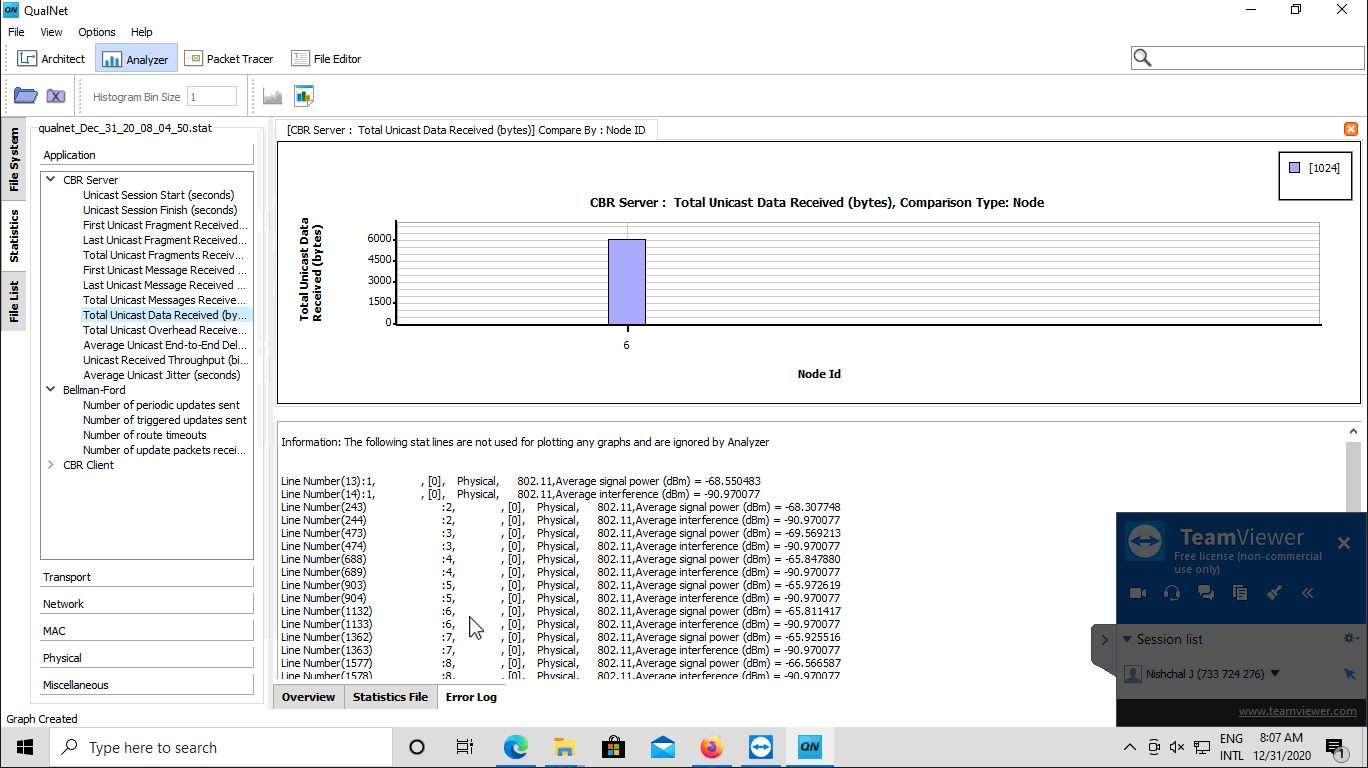 QN QualNet
File View Options Help
Architect Analyzer Packet Tracer File Editor
Histogram Bin Size 1
File System
Statistics
File List
qualnet_Dec_31_20_08_04_50.stat
Application
CBR Server
Unicast Session Start (seconds)
Unicast Session Finish (seconds)
First Unicast Fragment Received...
Last Unicast Fragment Received...
Total Unicast Fragments Receiv...
First Unicast Message Received ...
Last Unicast Message Received ...
Total Unicast Messages Receive...
Total Unicast Data Received (by...
Total Unicast Overhead Receive...
Average Unicast End-to-End Del...
Unicast Received Throughput (bi...
Average Unicast Jitter (seconds)
Bellman-Ford
Number of periodic updates sent
Number of triggered updates sent
Number of route timeouts
Number of update packets recei...
CBR Client
Transport
Network
MAC
Physical
Miscellaneous
Graph Created
[CBR Server : Total Unicast Data Received (bytes)] Compare By : Node ID
[1024]
CBR Server : Total Unicast Data Received (bytes), Comparison Type: Node
Total Unicast Data
Received (bytes)
6000
4500
3000
1500
0
6
Node Id
Information: The following stat lines are not used for plotting any graphs and are ignored by Analyzer
Line Number(13):1, , [0], Physical, 802.11,Average signal power (dBm) = -68.550483
Line Number(14):1, , [0], Physical, 802.11,Average interference (dBm) = -90.970077
Line Number(243) :2, , [0], Physical, 802.11,Average signal power (dBm) = -68.307748
Line Number(244) :2, , [0], Physical, 802.11,Average interference (dBm) = -90.970077
Line Number(473) :3, , [0], Physical, 802.11,Average signal power (dBm) = -69.569213
Line Number(474) :3, , [0], Physical, 802.11,Average interference (dBm) = -90.970077
Line Number(688) :4, , [0], Physical, 802.11,Average signal power (dBm) = -65.847880
Line Number(689) :4, , [0], Physical, 802.11,Average interference (dBm) = -90.970077
Line Number(903) :5, , [0], Physical, 802.11,Average signal power (dBm) = -65.972619
Line Number(904) :5, , [0], Physical, 802.11,Average interference (dBm) = -90.970077
Line Number(1132) :6, , [0], Physical, 802.11,Average signal power (dBm) = -65.811417
Line Number(1133) :6, , [0], Physical, 802.11,Average interference (dBm) = -90.970077
Line Number(1362) :7, , [0], Physical, 802.11,Average signal power (dBm) = -65.925516
Line Number(1363) :7, , [0], Physical, 802.11,Average interference (dBm) = -90.970077
Line Number(1577) :8, , [0], Physical, 802.11,Average signal power (dBm) = -66.566587
Line Number(1578) :8, , [0], Physical, 802.11,Average interference (dBm) = -90.970077
Overview Statistics File Error Log
TeamViewer
Free license (non-commercial
use only)
Session list
Nishchal J (733 724 276)
www.teamviewer.com
Type here to search
QN
ENG
INTL
8:07 AM
12/31/2020
1